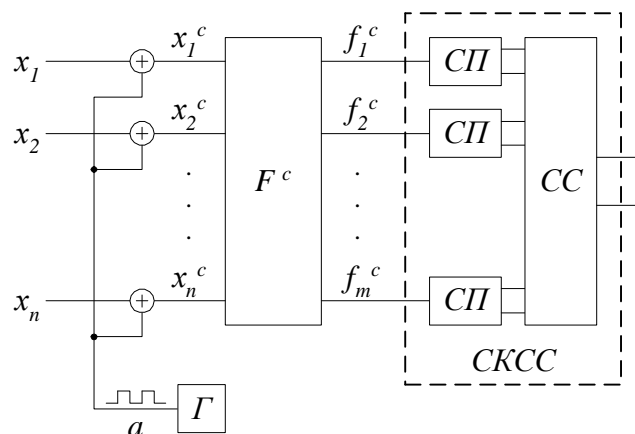 x₁ x₁ᶜ f₁ᶜ СП
x₂ x₂ᶜ f₂ᶜ СП
Fᶜ СС
xₙ xₙᶜ fₘᶜ СП
СКСС
a Г